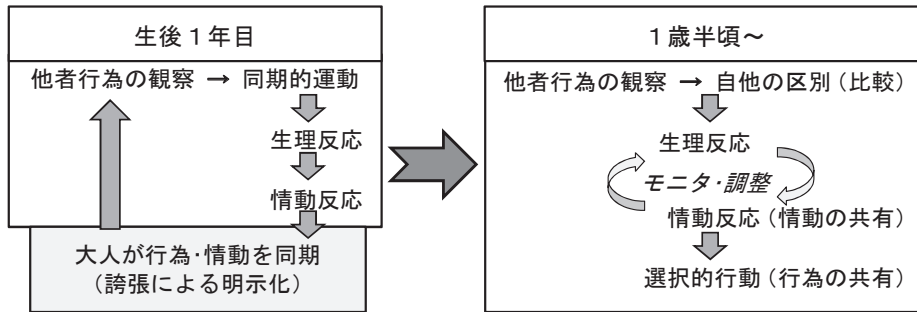 生後１年目
他者行為の観察 → 同期的運動
生理反応
情動反応
大人が行為･情動を同期
（誇張による明示化）
１歳半頃～
他者行為の観察 → 自他の区別（比較）
生理反応
モニタ･調整
情動反応（情動の共有）
選択的行動（行為の共有）